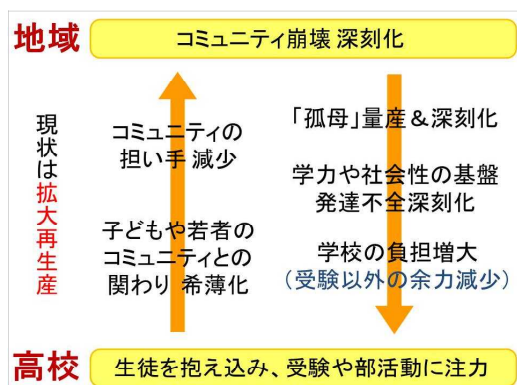 地域
コミュニティ崩壊 深刻化
現状は拡大再生産
コミュニティの
担い手 減少
子どもや若者の
コミュニティとの
関わり 希薄化
「孤母」量産＆深刻化
学力や社会性の基盤
発達不全深刻化
学校の負担増大
(受験以外の余力減少)
高校
生徒を抱え込み、受験や部活動に注力